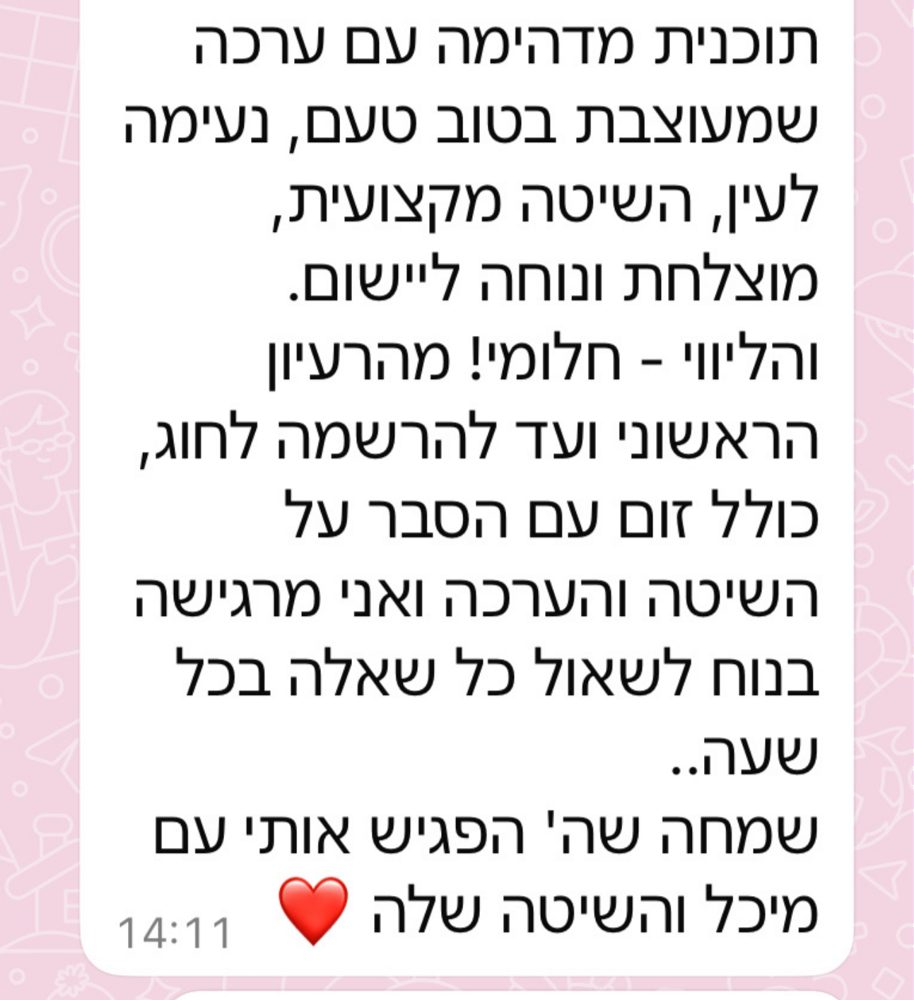 תוכנית מדהימה עם ערכה
שמעוצבת בטוב טעם, נעימה
לעין, השיטה מקצועית,
מוצלחת ונוחה ליישום.
והליווי - חלומי! מהרעיון
הראשוני ועד להרשמה לחוג,
כולל זום עם הסבר על
השיטה והערכה ואני מרגישה
בנוח לשאול כל שאלה בכל
שעה..
שמחה שה' הפגיש אותי עם
מיכל והשיטה שלה ❤️
14:11